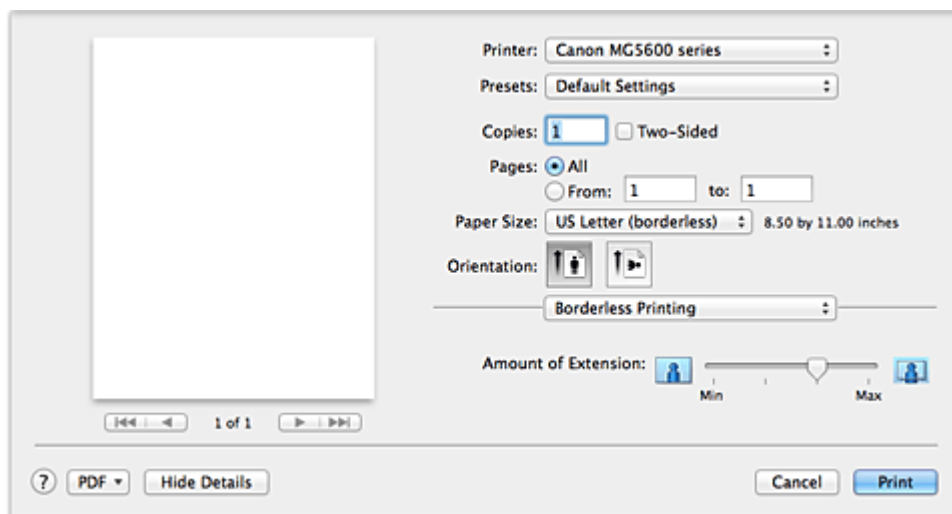 Printer: Canon MG5600 series
Presets: Default Settings
Copies: 1 Two-Sided
Pages: All
From: 1 to: 1
Paper Size: US Letter (borderless) 8.50 by 11.00 inches
Orientation:
Borderless Printing
Amount of Extension:
Min Max
1 of 1
? PDF Hide Details Cancel Print